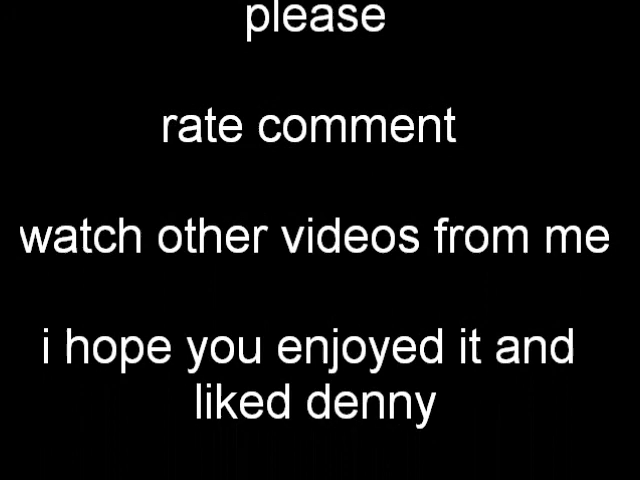 please
rate comment
watch other videos from me
i hope you enjoyed it and
liked denny